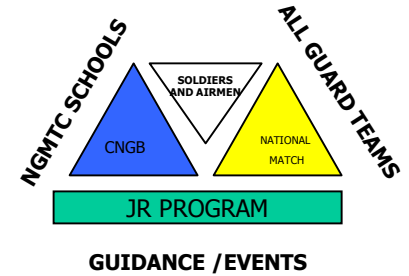 NGMTC SCHOOLS
ALL GUARD TEAMS
SOLDIERS
AND AIRMEN
CNGB
NATIONAL
MATCH
JR PROGRAM
GUIDANCE /EVENTS